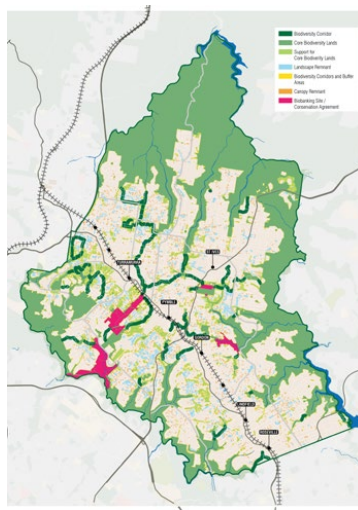 Biodiversity Corridor
Core Biodiversity Lands
Support for
Core Biodiversity Lands
Landscape Remnant
Biodiversity Corridors and Buffer
Areas
Canopy Remnant
Biobanking Site /
Conservation Agreement
ST IVES
TURRAMURRA
PYMBLE
GORDON
LINDFIELD
ROSEVILLE